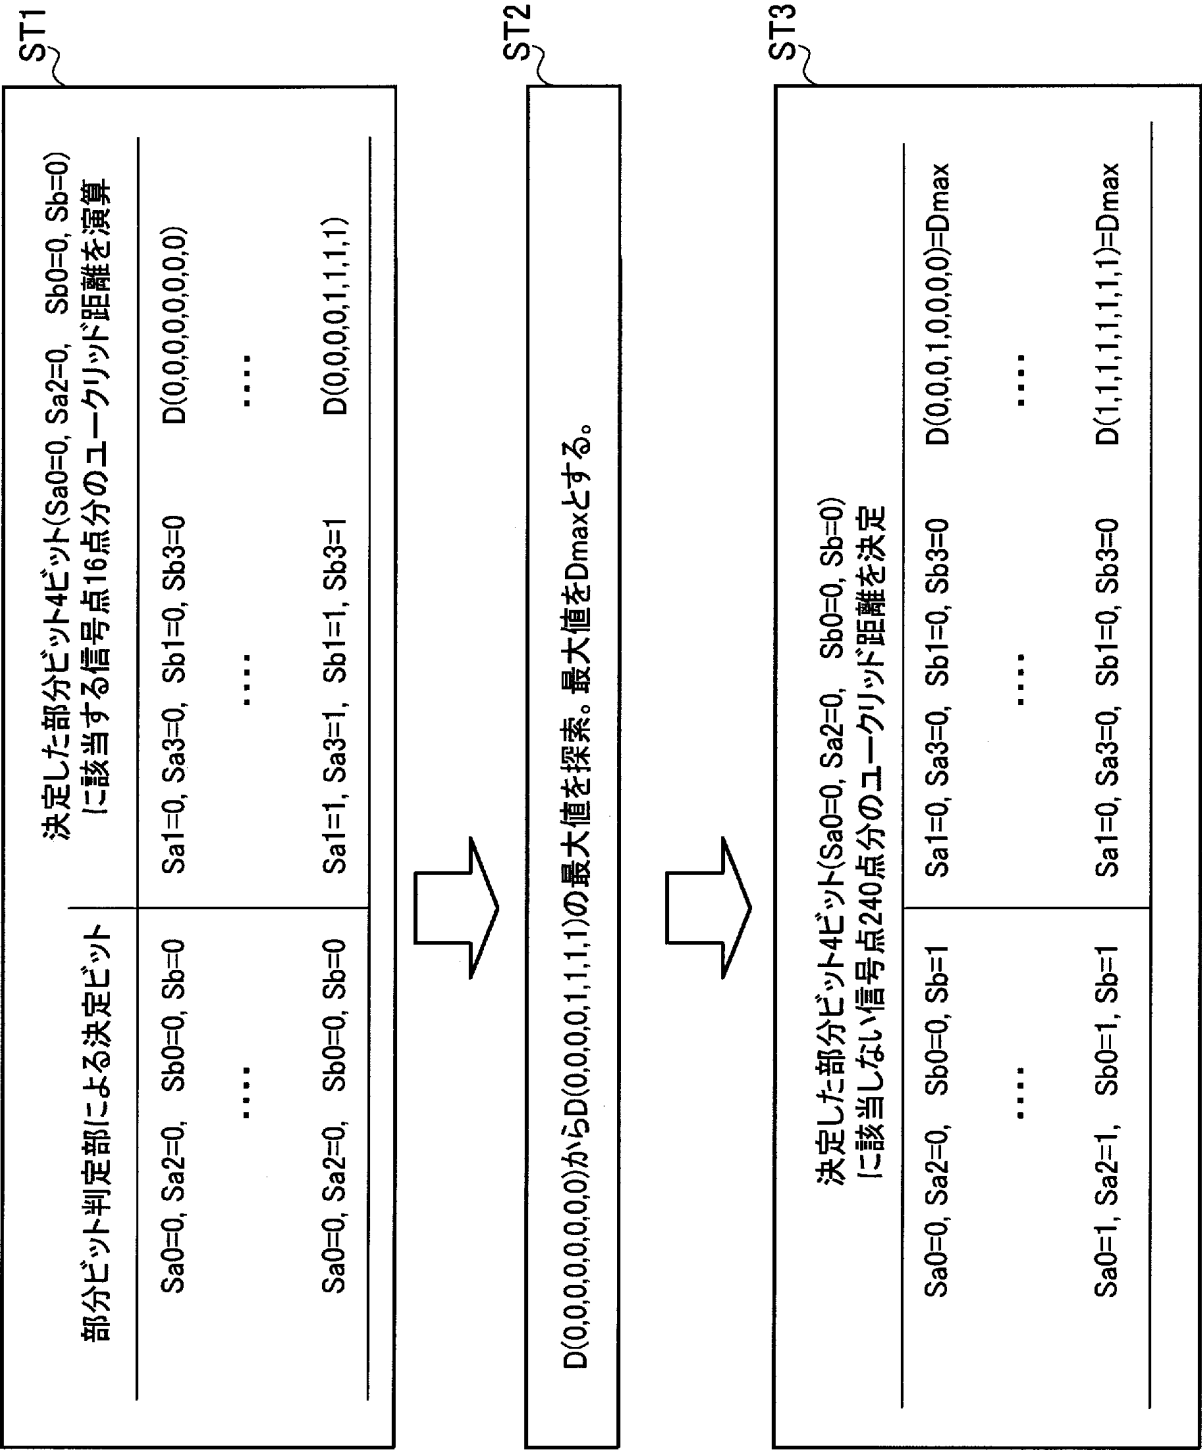 ST1
決定した部分ビット4ビット(Sa0=0, Sa2=0, Sb0=0, Sb=0)
部分ビット判定部による決定ビット に該当する信号点16点分のユークリッド距離を演算
Sa0=0, Sa2=0, Sb0=0, Sb=0 Sa1=0, Sa3=0, Sb1=0, Sb3=0 D(0,0,0,0,0,0,0,0)
.... .... ....
Sa0=0, Sa2=0, Sb0=0, Sb=0 Sa1=1, Sa3=1, Sb1=1, Sb3=1 D(0,0,0,0,1,1,1,1)
ST2
D(0,0,0,0,0,0,0,0)からD(0,0,0,0,1,1,1,1)の最大値を探索。最大値をDmaxとする。
ST3
決定した部分ビット4ビット(Sa0=0, Sa2=0, Sb0=0, Sb=0)
に該当しない信号点240点分のユークリッド距離を決定
Sa0=0, Sa2=0, Sb0=0, Sb=1 Sa1=0, Sa3=0, Sb1=0, Sb3=0 D(0,0,0,1,0,0,0,0)=Dmax
.... .... ....
Sa0=1, Sa2=1, Sb0=1, Sb=1 Sa1=0, Sa3=0, Sb1=0, Sb3=0 D(1,1,1,1,1,1,1,1)=Dmax